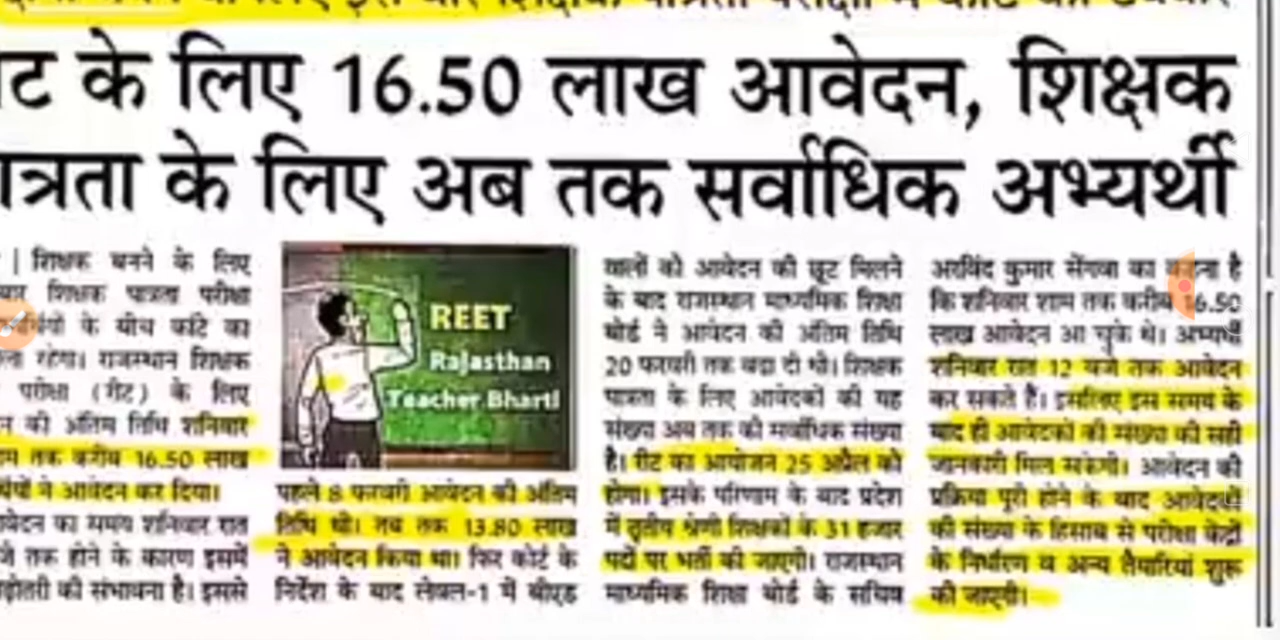 ट के लिए 16.50 लाख आवेदन, शिक्षक
ात्रता के लिए अब तक सर्वाधिक अभ्यर्थी
| शिक्षक बनने के लिए
बार शिक्षक पात्रता परीक्षा
के बीच कांटे का
रहेगा। राजस्थान शिक्षक
परीक्षा (रीट) के लिए
न की अंतिम तिथि शनिवार
तक करीब 16.50 लाख
ने आवेदन कर दिया।
वेदन का समय शनिवार रात
जे तक होने के कारण इसमें
ढ़ोतरी की संभावना है। इससे
REET
Rajasthan
Teacher Bharti
पहले 8 फरवरी आवेदन की अंतिम
तिथि थी। तब तक 13.80 लाख
ने आवेदन किया था। फिर कोर्ट के
निर्देश के बाद लेवल-1 में बीएड
वालों को आवेदन की छूट मिलने
के बाद राजस्थान माध्यमिक शिक्षा
बोर्ड ने आवेदन की अंतिम तिथि
20 फरवरी तक बढ़ा दी थी। शिक्षक
पात्रता के लिए आवेदकों की यह
संख्या अब तक की सर्वाधिक संख्या
है। रीट का आयोजन 25 अप्रैल को
होगा। इसके परिणाम के बाद प्रदेश
में तृतीय श्रेणी शिक्षकों के 31 हजार
पदों पर भर्ती की जाएगी। राजस्थान
माध्यमिक शिक्षा बोर्ड के सचिव
अरविंद कुमार सेंगवा का कहना है
कि शनिवार शाम तक करीब 16.50
लाख आवेदन आ चुके थे। अभ्यर्थी
शनिवार रात 12 बजे तक आवेदन
कर सकते हैं। इसलिए इस समय के
बाद ही आवेदकों की संख्या की सही
जानकारी मिल सकेगी। आवेदन की
प्रक्रिया पूरी होने के बाद आवेदकों
की संख्या के हिसाब से परीक्षा केंद्रों
के निर्धारण व अन्य तैयारियां शुरू
की जाएगी।